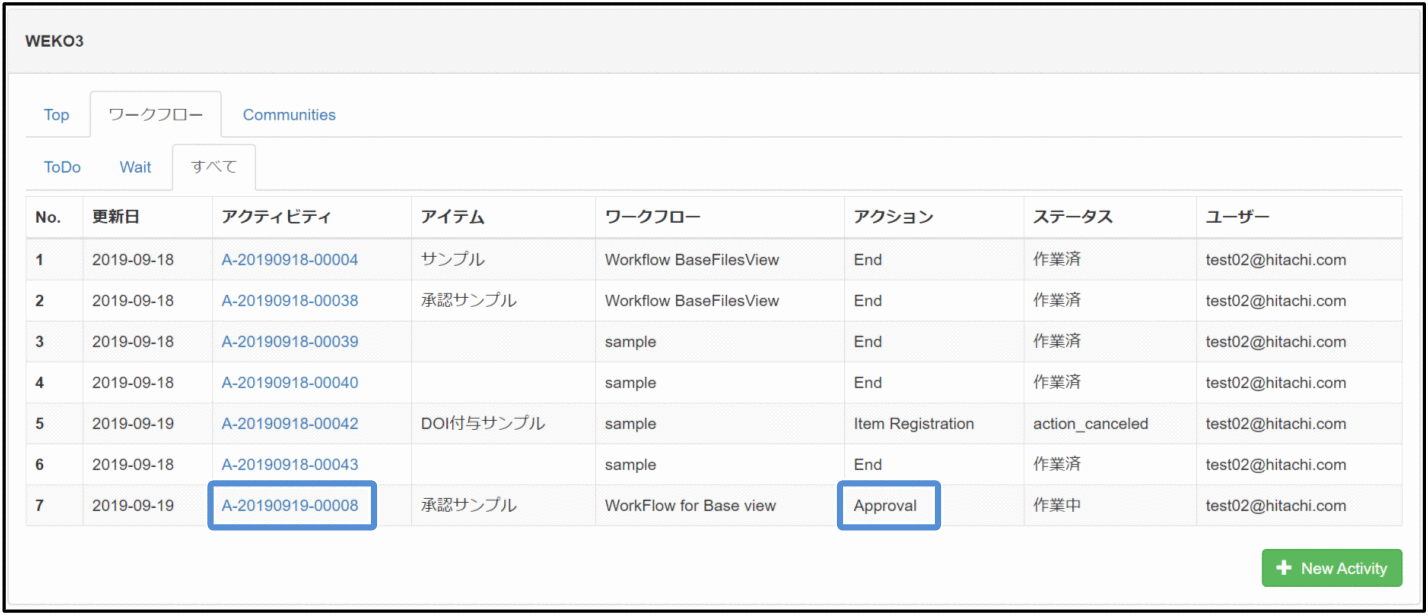 WEKO3
Top ワークフロー Communities
ToDo Wait すべて
No. 更新日 アクティビティ アイテム ワークフロー アクション ステータス ユーザー
1 2019-09-18 A-20190918-00004 サンプル Workflow BaseFilesView End 作業済 test02@hitachi.com
2 2019-09-18 A-20190918-00038 承認サンプル Workflow BaseFilesView End 作業済 test02@hitachi.com
3 2019-09-18 A-20190918-00039 sample End 作業済 test02@hitachi.com
4 2019-09-18 A-20190918-00040 sample End 作業済 test02@hitachi.com
5 2019-09-19 A-20190918-00042 DOI付与サンプル sample Item Registration action_canceled test02@hitachi.com
6 2019-09-18 A-20190918-00043 sample End 作業済 test02@hitachi.com
7 2019-09-19 A-20190919-00008 承認サンプル WorkFlow for Base view Approval 作業中 test02@hitachi.com
New Activity